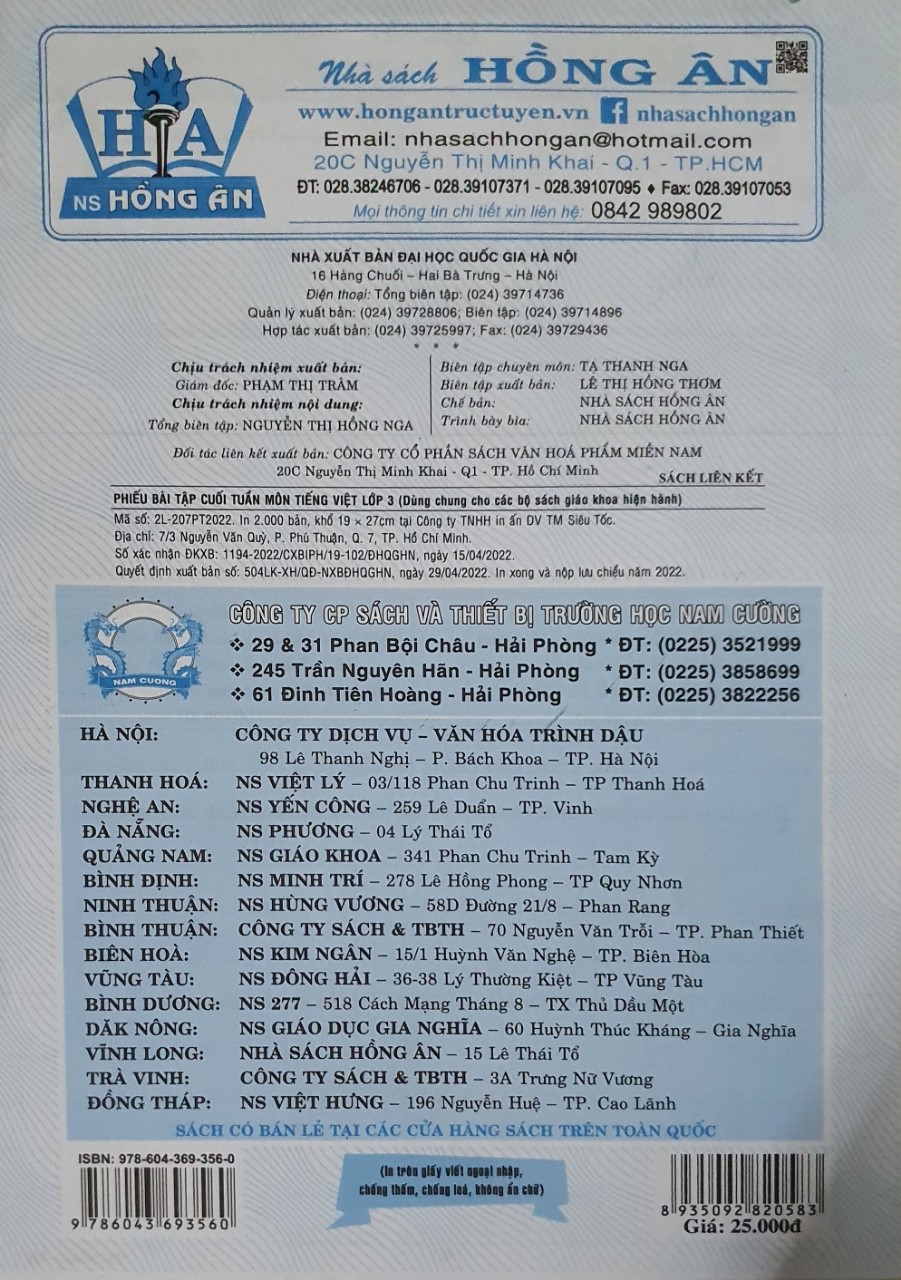 HA
NS HỒNG ÂN
Nhà sách HỒNG ÂN
www.hongantructuyen.vn nhasachhongan
Email: nhasachhongan@hotmail.com
20C Nguyễn Thị Minh Khai - Q.1 - TP.HCM
ĐT: 028.38246706 - 028.39107371 - 028.39107095 ♦ Fax: 028.39107053
Mọi thông tin chi tiết xin liên hệ: 0842 989802
NHÀ XUẤT BẢN ĐẠI HỌC QUỐC GIA HÀ NỘI
16 Hàng Chuối – Hai Bà Trưng – Hà Nội
Điện thoại: Tổng biên tập: (024) 39714736
Quản lý xuất bản: (024) 39728806; Biên tập: (024) 39714896
Hợp tác xuất bản: (024) 39725997; Fax: (024) 39729436
* * *
Chịu trách nhiệm xuất bản:
Giám đốc: PHẠM THỊ TRÂM
Chịu trách nhiệm nội dung:
Tổng biên tập: NGUYỄN THỊ HỒNG NGA
Biên tập chuyên môn: TẠ THANH NGA
Biên tập xuất bản: LÊ THỊ HỒNG THƠM
Chế bản: NHÀ SÁCH HỒNG ÂN
Trình bày bìa: NHÀ SÁCH HỒNG ÂN
Đối tác liên kết xuất bản: CÔNG TY CỔ PHẦN SÁCH VĂN HOÁ PHẨM MIỀN NAM
20C Nguyễn Thị Minh Khai - Q1 - TP. Hồ Chí Minh
SÁCH LIÊN KẾT
PHIẾU BÀI TẬP CUỐI TUẦN MÔN TIẾNG VIỆT LỚP 3 (Dùng chung cho các bộ sách giáo khoa hiện hành)
Mã số: 2L-207PT2022. In 2.000 bản, khổ 19 × 27cm tại Công ty TNHH in ấn DV TM Siêu Tốc.
Địa chỉ: 7/3 Nguyễn Văn Quỳ, P. Phú Thuận, Q. 7, TP. Hồ Chí Minh.
Số xác nhận ĐKXB: 1194-2022/CXBIPH/19-102/ĐHQGHN, ngày 15/04/2022.
Quyết định xuất bản số: 504LK-XH/QĐ-NXBĐHQGHN, ngày 29/04/2022. In xong và nộp lưu chiểu năm 2022.
NAM CUONG
CÔNG TY CP SÁCH VÀ THIẾT BỊ TRƯỜNG HỌC NAM CƯỜNG
❖ 29 & 31 Phan Bội Châu - Hải Phòng * ĐT: (0225) 3521999
❖ 245 Trần Nguyên Hãn - Hải Phòng * ĐT: (0225) 3858699
❖ 61 Đinh Tiên Hoàng - Hải Phòng * ĐT: (0225) 3822256
HÀ NỘI: CÔNG TY DỊCH VỤ – VĂN HÓA TRÌNH DẬU
98 Lê Thanh Nghị – P. Bách Khoa – TP. Hà Nội
THANH HOÁ: NS VIỆT LÝ – 03/118 Phan Chu Trinh – TP Thanh Hoá
NGHỆ AN: NS YẾN CÔNG – 259 Lê Duẩn – TP. Vinh
ĐÀ NẴNG: NS PHƯƠNG – 04 Lý Thái Tổ
QUẢNG NAM: NS GIÁO KHOA – 341 Phan Chu Trinh – Tam Kỳ
BÌNH ĐỊNH: NS MINH TRÍ – 278 Lê Hồng Phong – TP Quy Nhơn
NINH THUẬN: NS HÙNG VƯƠNG – 58D Đường 21/8 – Phan Rang
BÌNH THUẬN: CÔNG TY SÁCH & TBTH – 70 Nguyễn Văn Trỗi – TP. Phan Thiết
BIÊN HOÀ: NS KIM NGÂN – 15/1 Huỳnh Văn Nghệ – TP. Biên Hòa
VŨNG TÀU: NS ĐÔNG HẢI – 36-38 Lý Thường Kiệt – TP Vũng Tàu
BÌNH DƯƠNG: NS 277 – 518 Cách Mạng Tháng 8 – TX Thủ Dầu Một
DĂK NÔNG: NS GIÁO DỤC GIA NGHĨA – 60 Huỳnh Thúc Kháng – Gia Nghĩa
VĨNH LONG: NHÀ SÁCH HỒNG ÂN – 15 Lê Thái Tổ
TRÀ VINH: CÔNG TY SÁCH & TBTH – 3A Trưng Nữ Vương
ĐỒNG THÁP: NS VIỆT HƯNG – 196 Nguyễn Huệ – TP. Cao Lãnh
SÁCH CÓ BÁN LẺ TẠI CÁC CỬA HÀNG SÁCH TRÊN TOÀN QUỐC
ISBN: 978-604-369-356-0
9 786043 693560
(In trên giấy viết ngoại nhập,
chống thấm, chống loá, không ẩn chữ)
8 935092 820583
Giá: 25.000đ